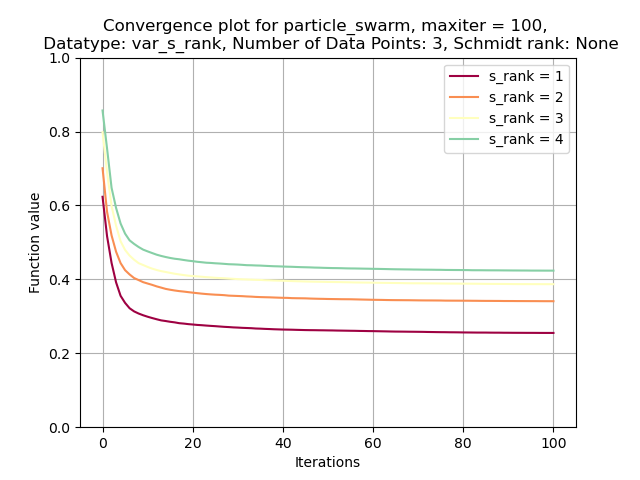 Convergence plot for particle_swarm, maxiter = 100,
Datatype: var_s_rank, Number of Data Points: 3, Schmidt rank: None
1.0
0.8
0.6
0.4
0.2
0.0
Function value
s_rank = 1
s_rank = 2
s_rank = 3
s_rank = 4
0 20 40 60 80 100
Iterations